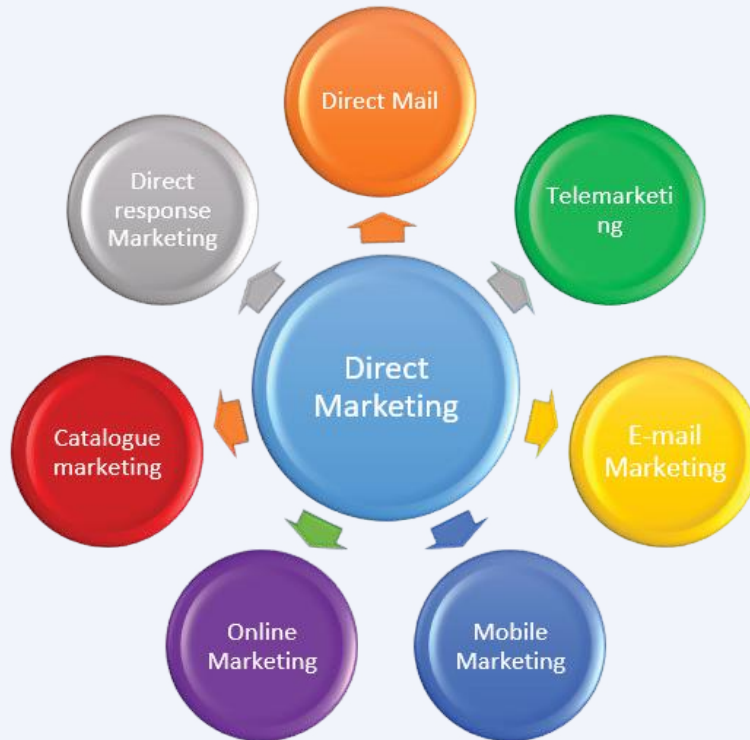 Direct Mail
Telemarketi
ng
E-mail
Marketing
Mobile
Marketing
Online
Marketing
Catalogue
marketing
Direct
response
Marketing
Direct
Marketing